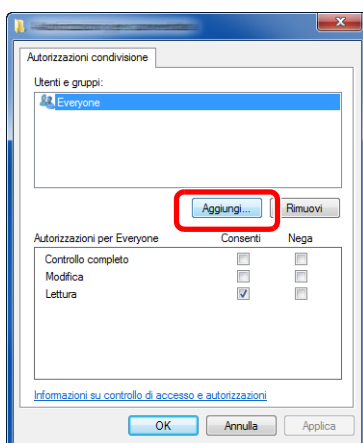 Autorizzazioni condivisione
Utenti e gruppi:
Everyone
Aggiungi... Rimuovi
Autorizzazioni per Everyone Consenti Nega
Controllo completo
Modifica
Lettura
Informazioni su controllo di accesso e autorizzazioni
OK Annulla Applica